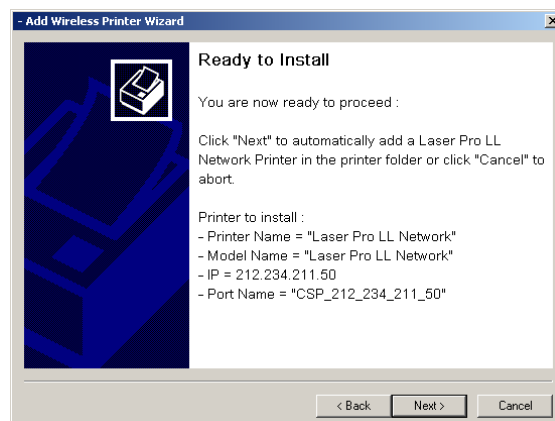 - Add Wireless Printer Wizard
Ready to Install
You are now ready to proceed :
Click "Next" to automatically add a Laser Pro LL
Network Printer in the printer folder or click "Cancel" to
abort.
Printer to install :
- Printer Name = "Laser Pro LL Network"
- Model Name = "Laser Pro LL Network"
- IP = 212.234.211.50
- Port Name = "CSP_212_234_211_50"
< Back Next > Cancel